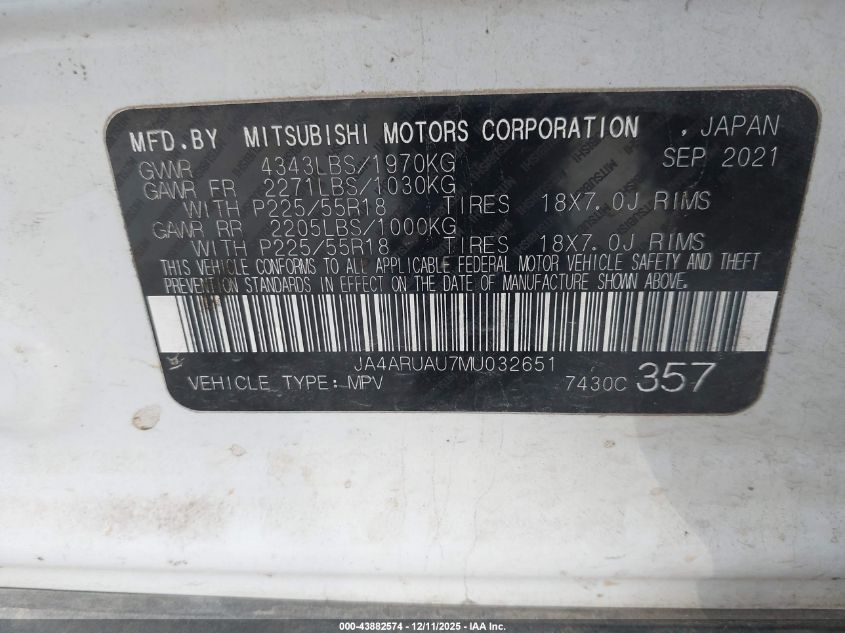 MFD.BY MITSUBISHI MOTORS CORPORATION . JAPAN
GVWR 4343LBS/1970KG SEP 2021
GAWR FR 2271LBS/1030KG
WITH P225/55R18 TIRES 18X7.0J RIMS
GAWR RR 2205LBS/1000KG
WITH P225/55R18 TIRES 18X7.0J RIMS
THIS VEHICLE CONFORMS TO ALL APPLICABLE FEDERAL MOTOR VEHICLE SAFETY AND THEFT
PREVENTION STANDARDS IN EFFECT ON THE DATE OF MANUFACTURE SHOWN ABOVE.
JA4ARUAU7MU032651
VEHICLE TYPE: MPV 7430C 357
000-43882574 - 12/11/2025 - IAA Inc.